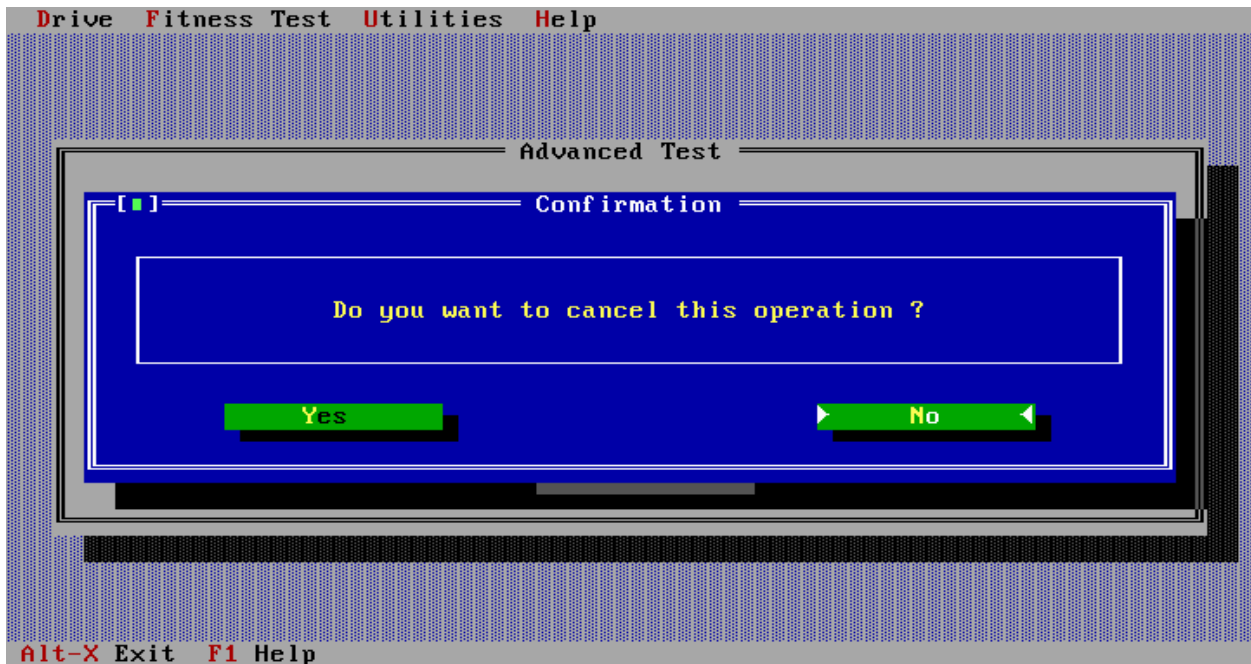 Drive Fitness Test Utilities Help
Advanced Test
[■] Confirmation
Do you want to cancel this operation ?
Yes No
Alt-X Exit F1 Help